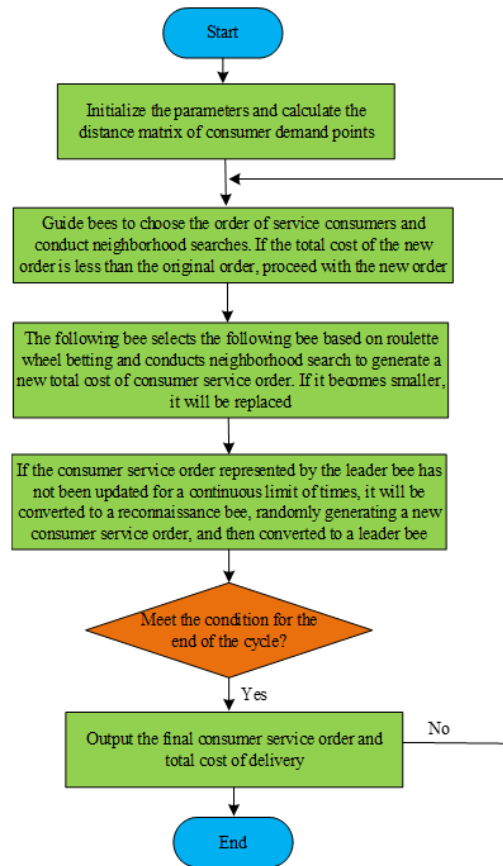 Start
Initialize the parameters and calculate the
distance matrix of consumer demand points
Guide bees to choose the order of service consumers and
conduct neighborhood searches. If the total cost of the new
order is less than the original order, proceed with the new order
The following bee selects the following bee based on roulette
wheel betting and conducts neighborhood search to generate a
new total cost of consumer service order. If it becomes smaller,
it will be replaced
If the consumer service order represented by the leader bee has
not been updated for a continuous limit of times, it will be
converted to a reconnaissance bee, randomly generating a new
consumer service order, and then converted to a leader bee
Meet the condition for the
end of the cycle?
Yes
Output the final consumer service order and
total cost of delivery
No
End